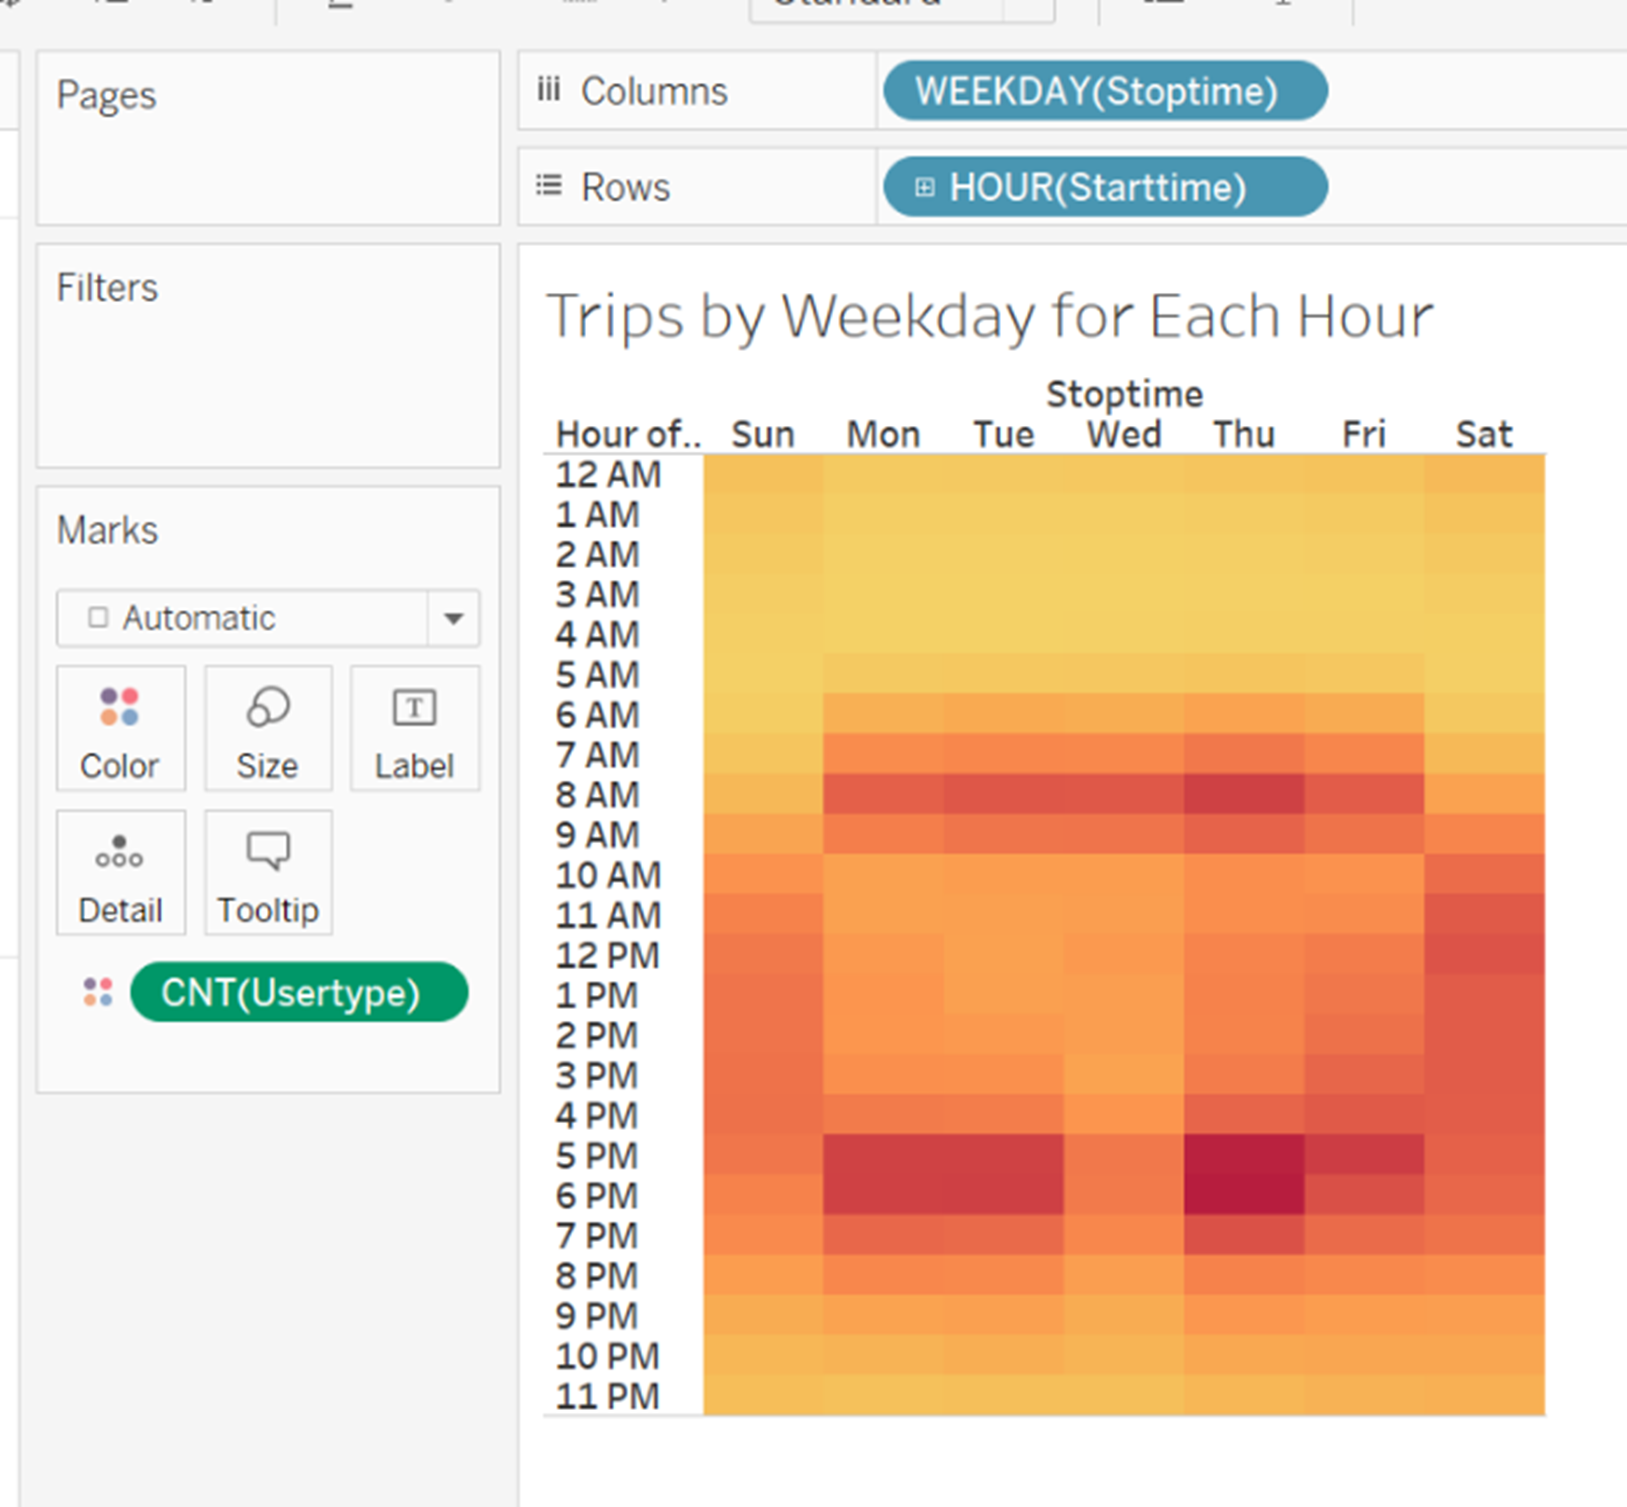 Standard
Pages
Columns
WEEKDAY(Stoptime)
Rows
HOUR(Starttime)
Filters
Trips by Weekday for Each Hour
Stoptime
Hour of.. Sun Mon Tue Wed Thu Fri Sat
12 AM
1 AM
2 AM
3 AM
4 AM
5 AM
6 AM
7 AM
8 AM
9 AM
10 AM
11 AM
12 PM
1 PM
2 PM
3 PM
4 PM
5 PM
6 PM
7 PM
8 PM
9 PM
10 PM
11 PM
Marks
Automatic
T
Color Size Label
Detail Tooltip
CNT(Usertype)